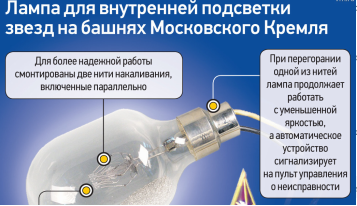 Лампа для внутренней подсветки
звезд на башнях Московского Кремля
Для более надежной работы
смонтированы две нити накаливания,
включенные параллельно
При перегорании
одной из нитей
лампа продолжает
работать
с уменьшенной
яркостью,
а автоматическое
устройство
сигнализирует
на пульт управления
о неисправности